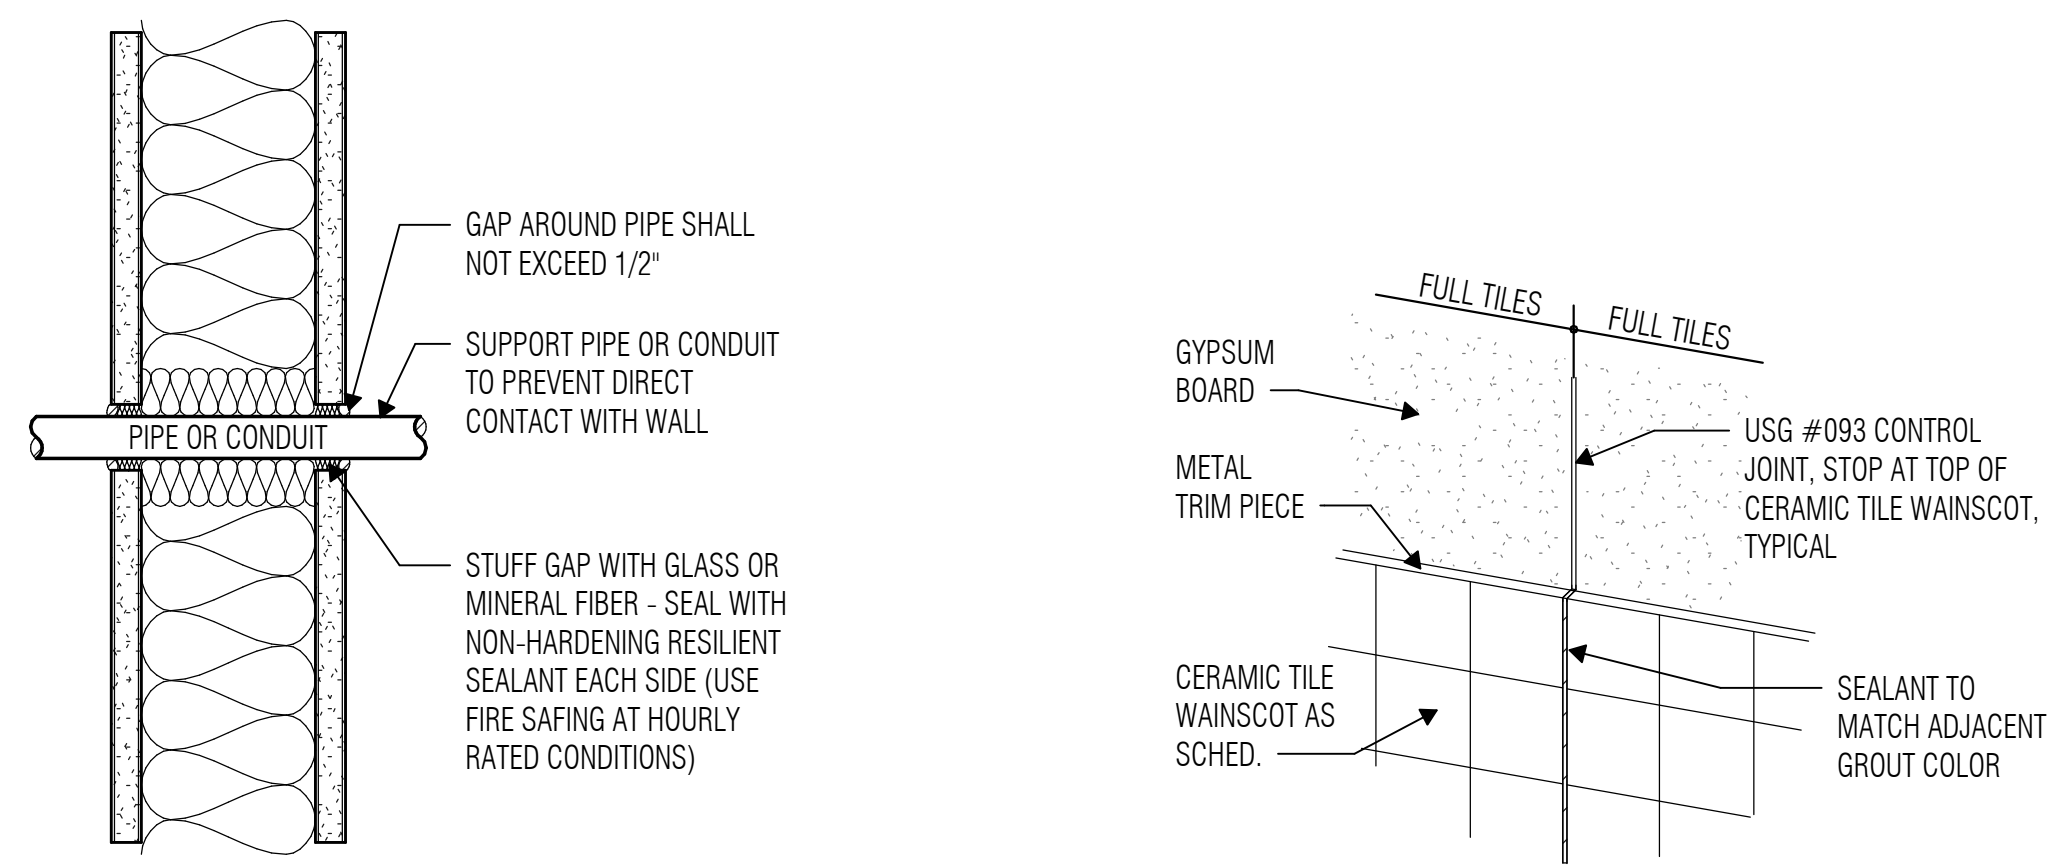 GAP AROUND PIPE SHALL
NOT EXCEED 1/2"
SUPPORT PIPE OR CONDUIT
TO PREVENT DIRECT
CONTACT WITH WALL
PIPE OR CONDUIT
STUFF GAP WITH GLASS OR
MINERAL FIBER - SEAL WITH
NON-HARDENING RESILIENT
SEALANT EACH SIDE (USE
FIRE SAFING AT HOURLY
RATED CONDITIONS)
FULL TILES
FULL TILES
GYPSUM
BOARD
METAL
TRIM PIECE
USG #093 CONTROL
JOINT, STOP AT TOP OF
CERAMIC TILE WAINSCOT,
TYPICAL
CERAMIC TILE
WAINSCOT AS
SCHED.
SEALANT TO
MATCH ADJACENT
GROUT COLOR